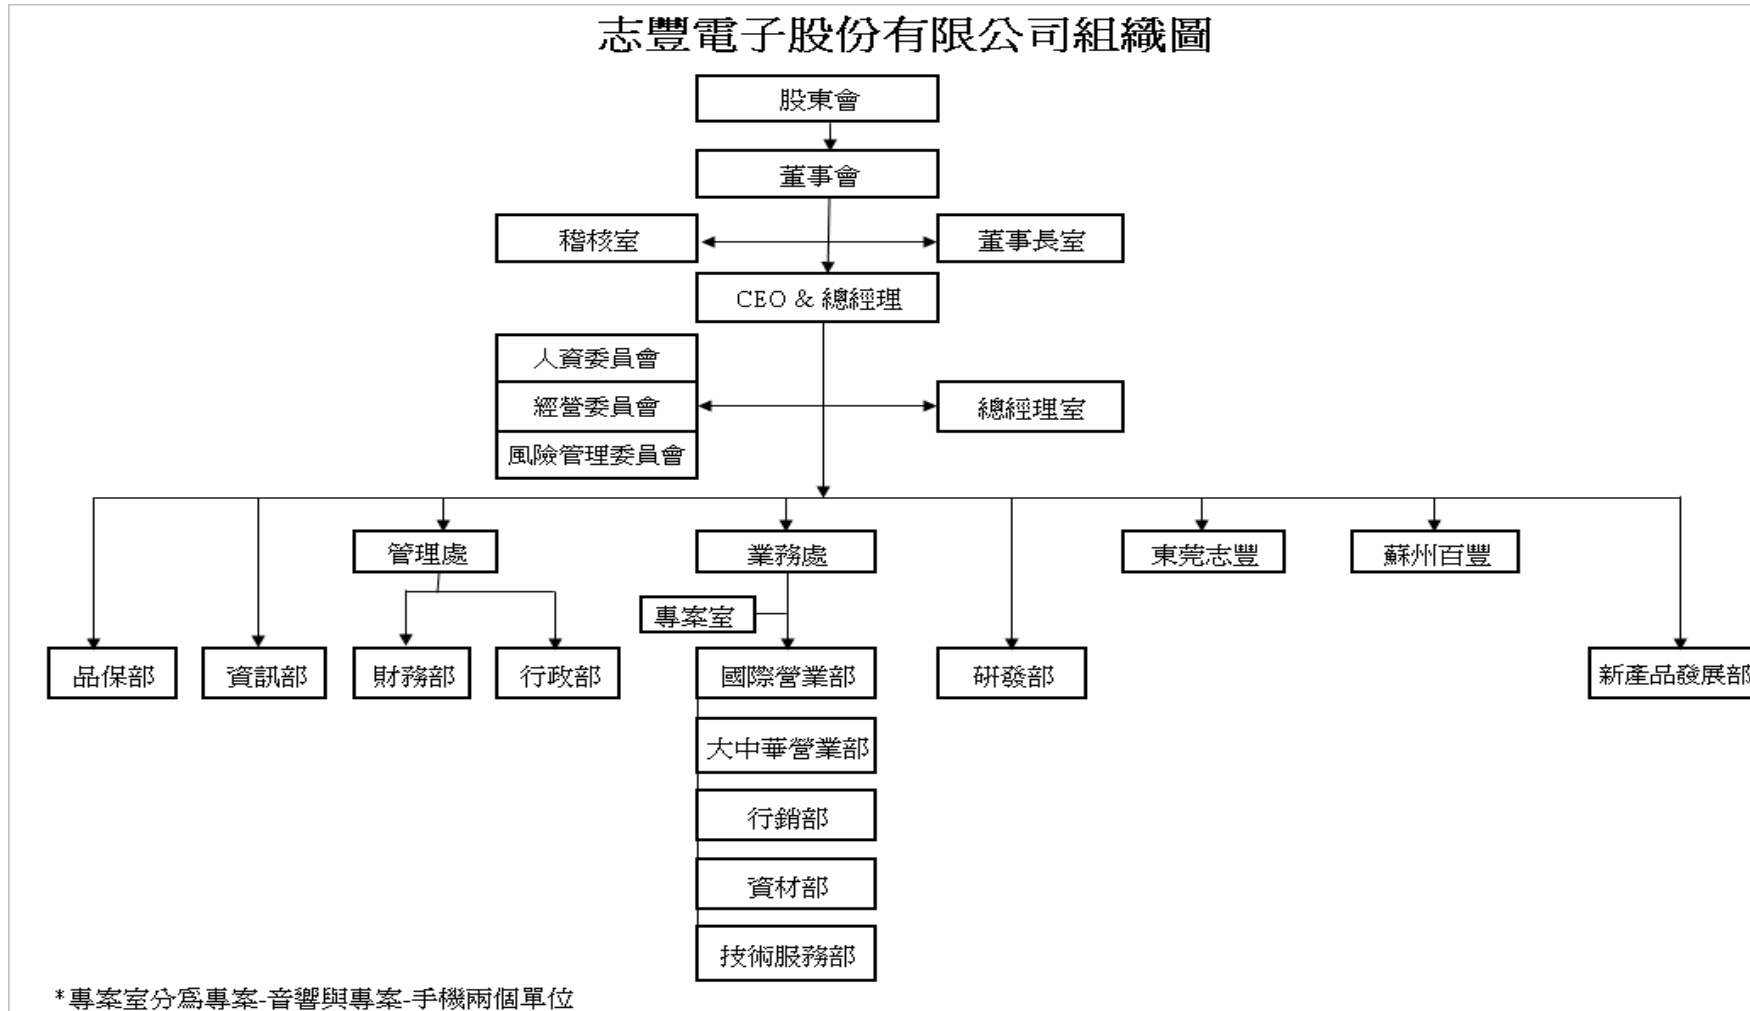 志豐電子股份有限公司組織圖
股東會
董事會
稽核室
董事長室
CEO & 總經理
人資委員會
經營委員會
總經理室
風險管理委員會
管理處
業務處
東莞志豐
蘇州百豐
專案室
品保部
資訊部
財務部
行政部
國際營業部
研發部
新產品發展部
大中華營業部
行銷部
資材部
技術服務部
*專案室分為專案-音響與專案-手機兩個單位